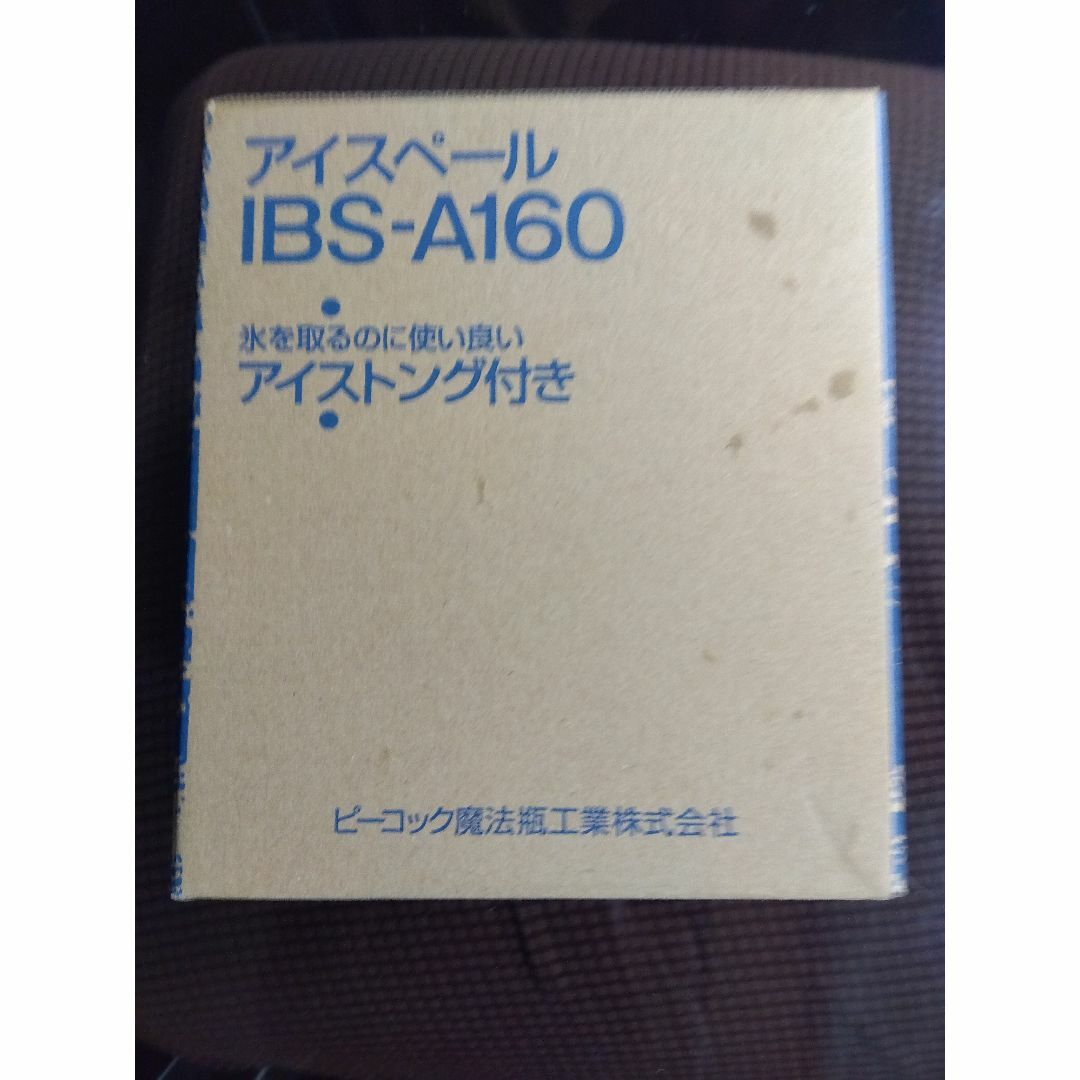 アイスペール
IBS-A160
氷を取るのに使い良い
アイストング付き
ピーコック魔法瓶工業株式会社